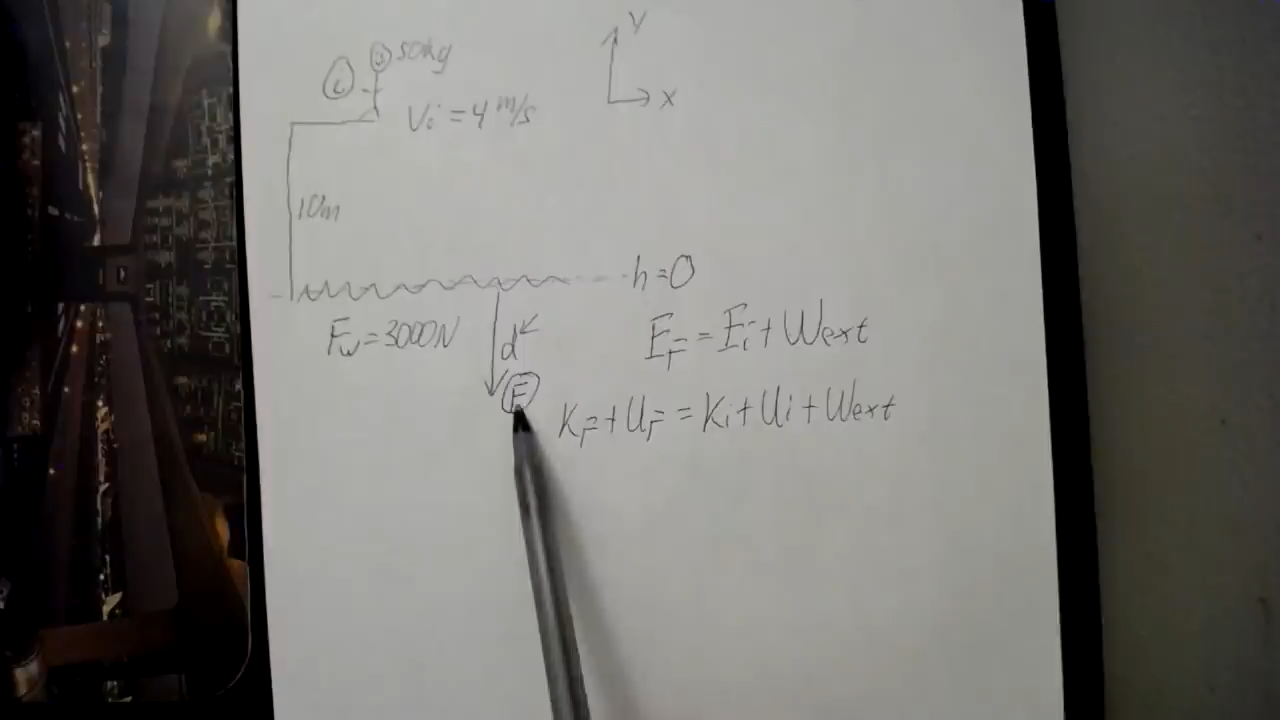 50kg
i
Vi = 4 m/s
Y
X
10m
h=0
Fw = 3000N
d
EF = Ei + Wext
F
KF + UF = Ki + Ui + Wext